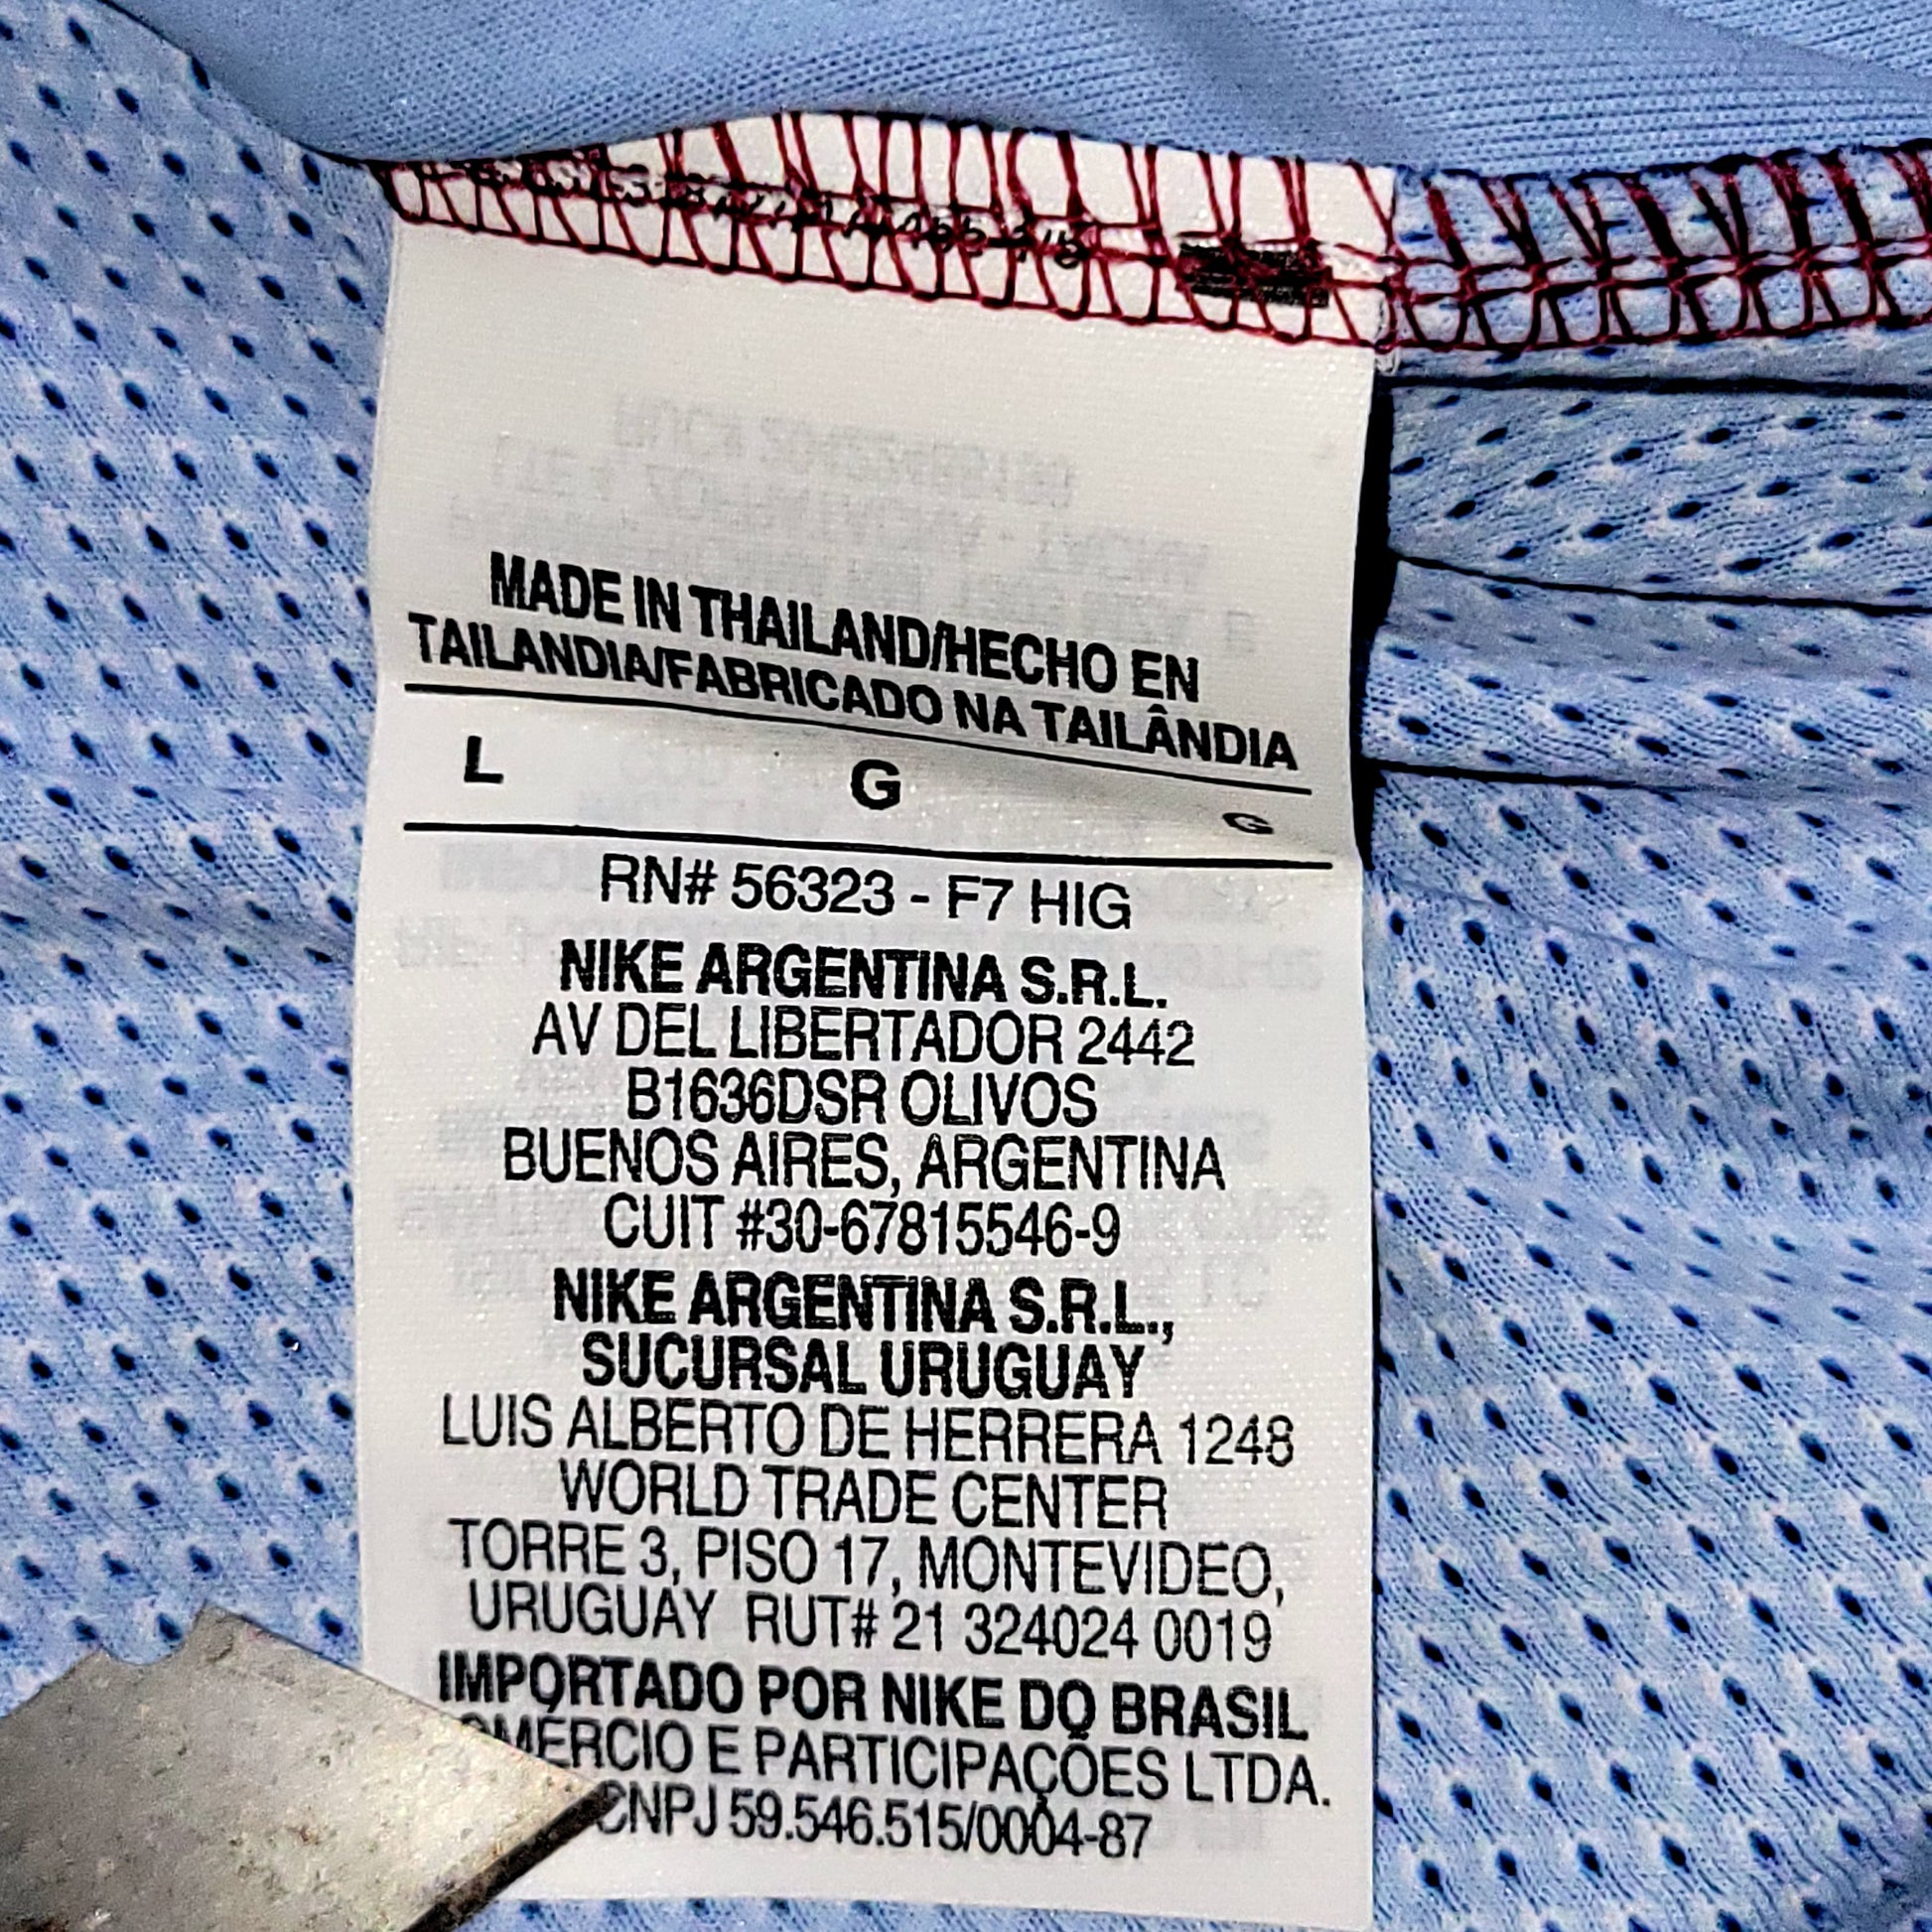 MADE IN THAILAND/HECHO EN
TAILANDIA/FABRICADO NA TAILÂNDIA
L G G
RN# 56323 - F7 HIG
NIKE ARGENTINA S.R.L.
AV DEL LIBERTADOR 2442
B1636DSR OLIVOS
BUENOS AIRES, ARGENTINA
CUIT #30-67815546-9
NIKE ARGENTINA S.R.L.,
SUCURSAL URUGUAY
LUIS ALBERTO DE HERRERA 1248
WORLD TRADE CENTER
TORRE 3, PISO 17, MONTEVIDEO,
URUGUAY RUT# 21 324024 0019
IMPORTADO POR NIKE DO BRASIL
E PARTICIPAÇÕES LTDA.
CNPJ 59.546.515/0004-87